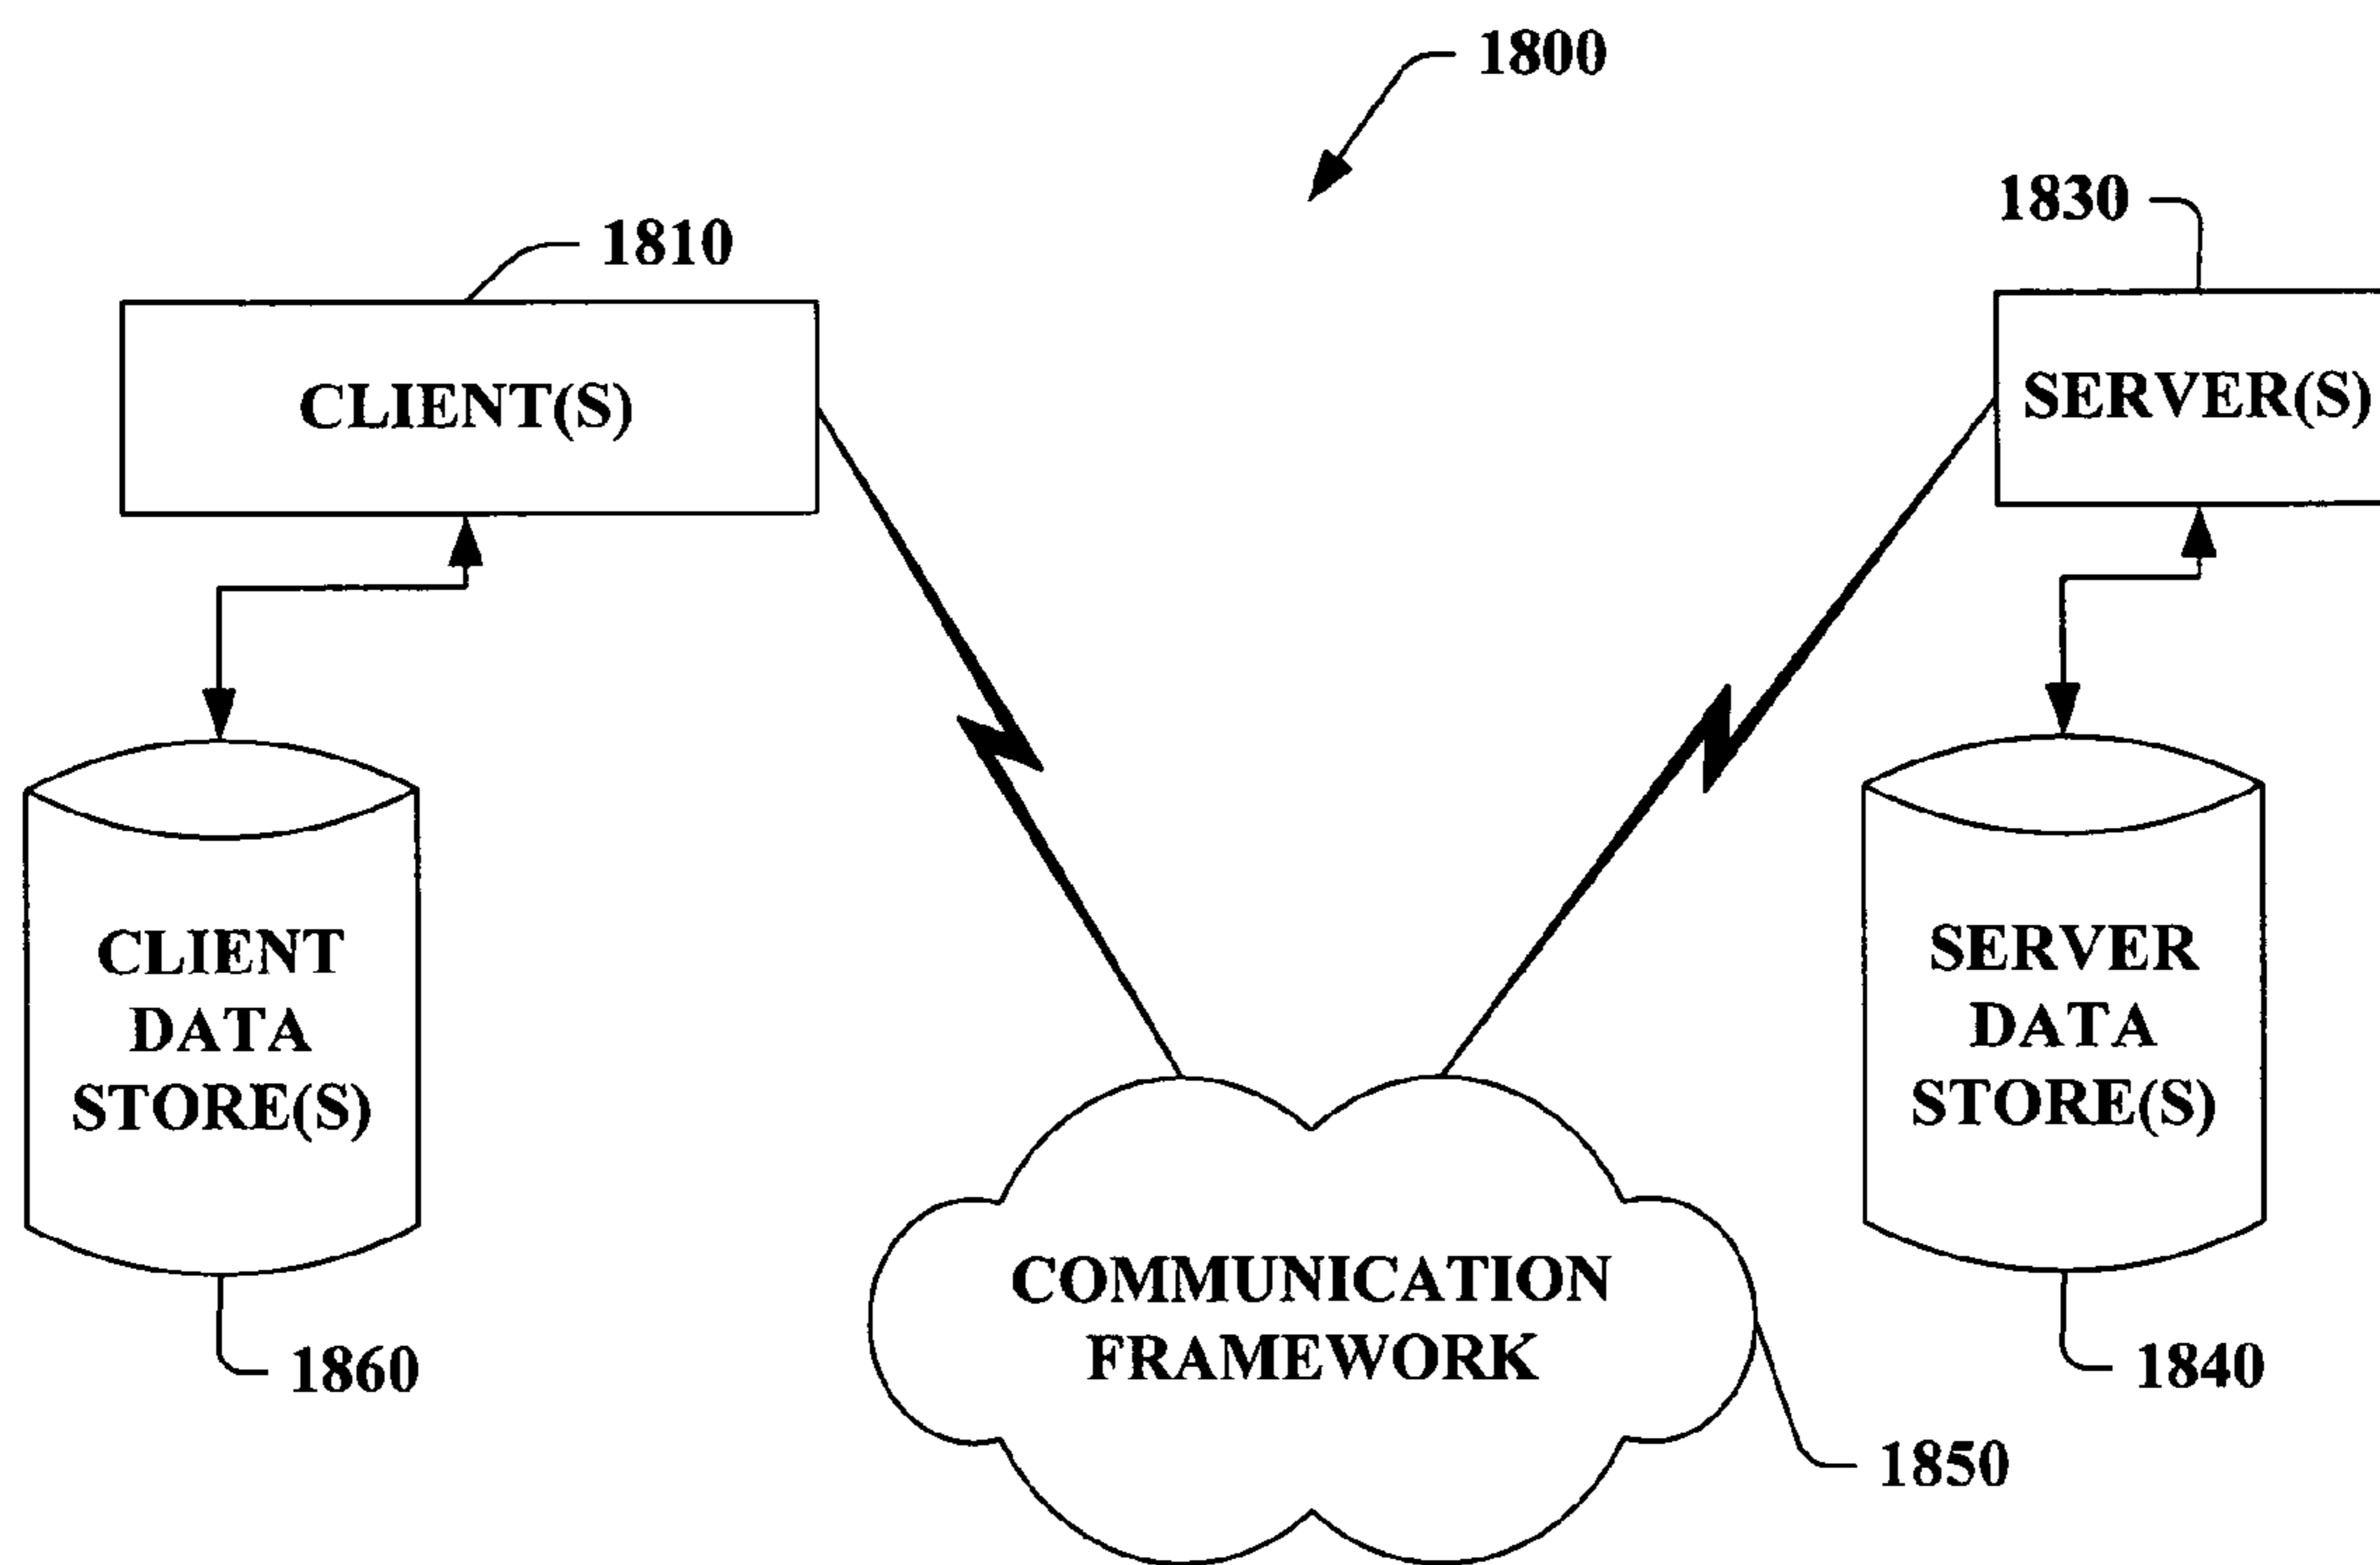 1800
1830
1810
CLIENT(S)
SERVER(S)
CLIENT
DATA
STORE(S)
SERVER
DATA
STORE(S)
COMMUNICATION
FRAMEWORK
1860
1840
1850